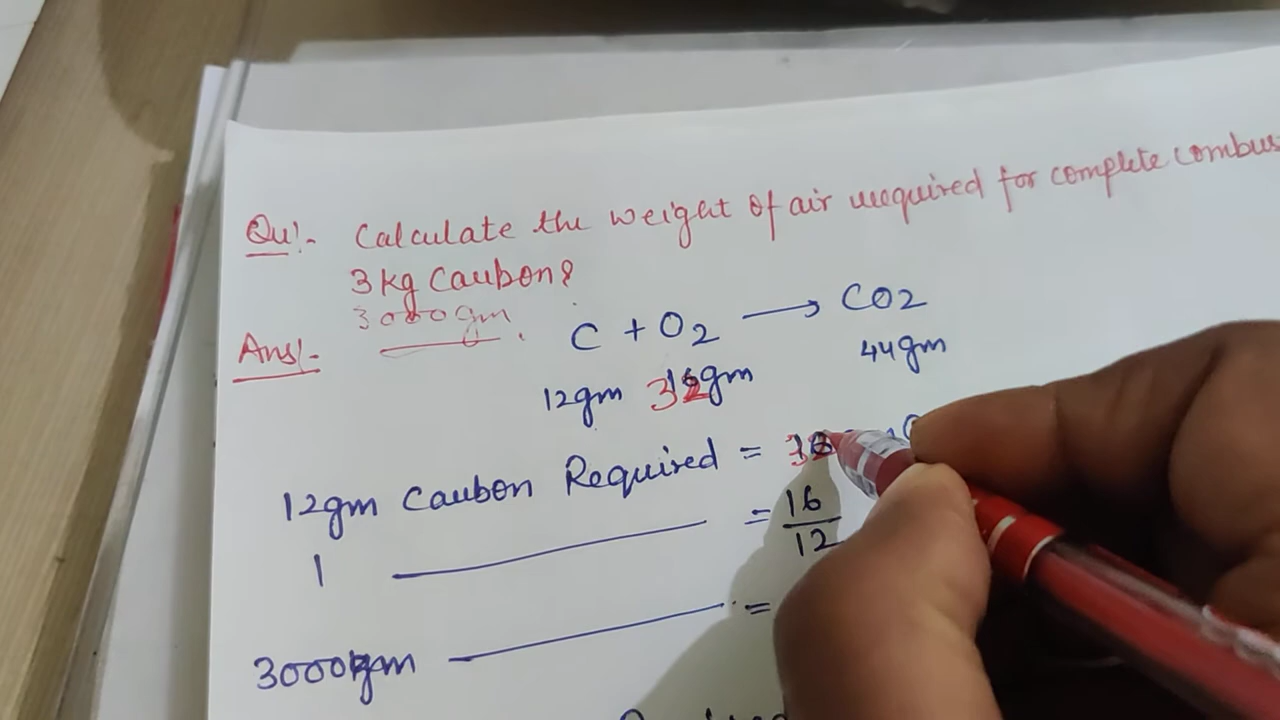 Qu:- Calculate the weight of air required for complete combus
3kg Carbon?
3000gm
Ans:- C + O2 → CO2
12gm 32gm 44gm
12gm Carbon Required =
1 = 16/12
3000gm =